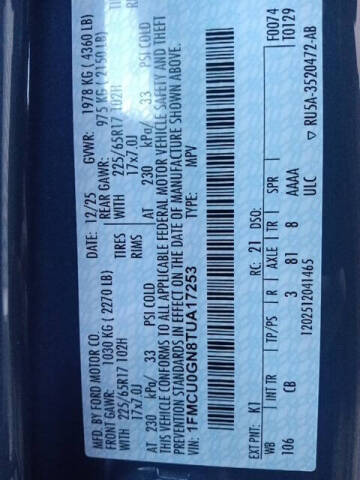 MFD. BY FORD MOTOR CO.
DATE: 12/25 GVWR: 1978 KG ( 4360 LB)
FRONT GAWR: 1030 KG ( 2270 LB) REAR GAWR: 975 KG ( 2150 LB)
WITH 225/65R17 102H TIRES WITH 225/65R17 102H
17x7.0J RIMS 17x7.0J
AT 230 kPa/ 33 PSI COLD AT 230 kPa/ 33 PSI COLD
THIS VEHICLE CONFORMS TO ALL APPLICABLE FEDERAL MOTOR VEHICLE SAFETY AND THEFT PREVENTION
STANDARDS IN EFFECT ON THE DATE OF MANUFACTURE SHOWN ABOVE.
VIN: 1FMCU0GN8TUA17253 TYPE: MPV
F0074
T0129
EXT PNT: K1 RC: 21 DSO:
WB INT TR TP/PS R AXLE TR SPR
106 CB 3 81 8 AAAA
ULC
1202512041465
▽ RU5A-3520472-AB